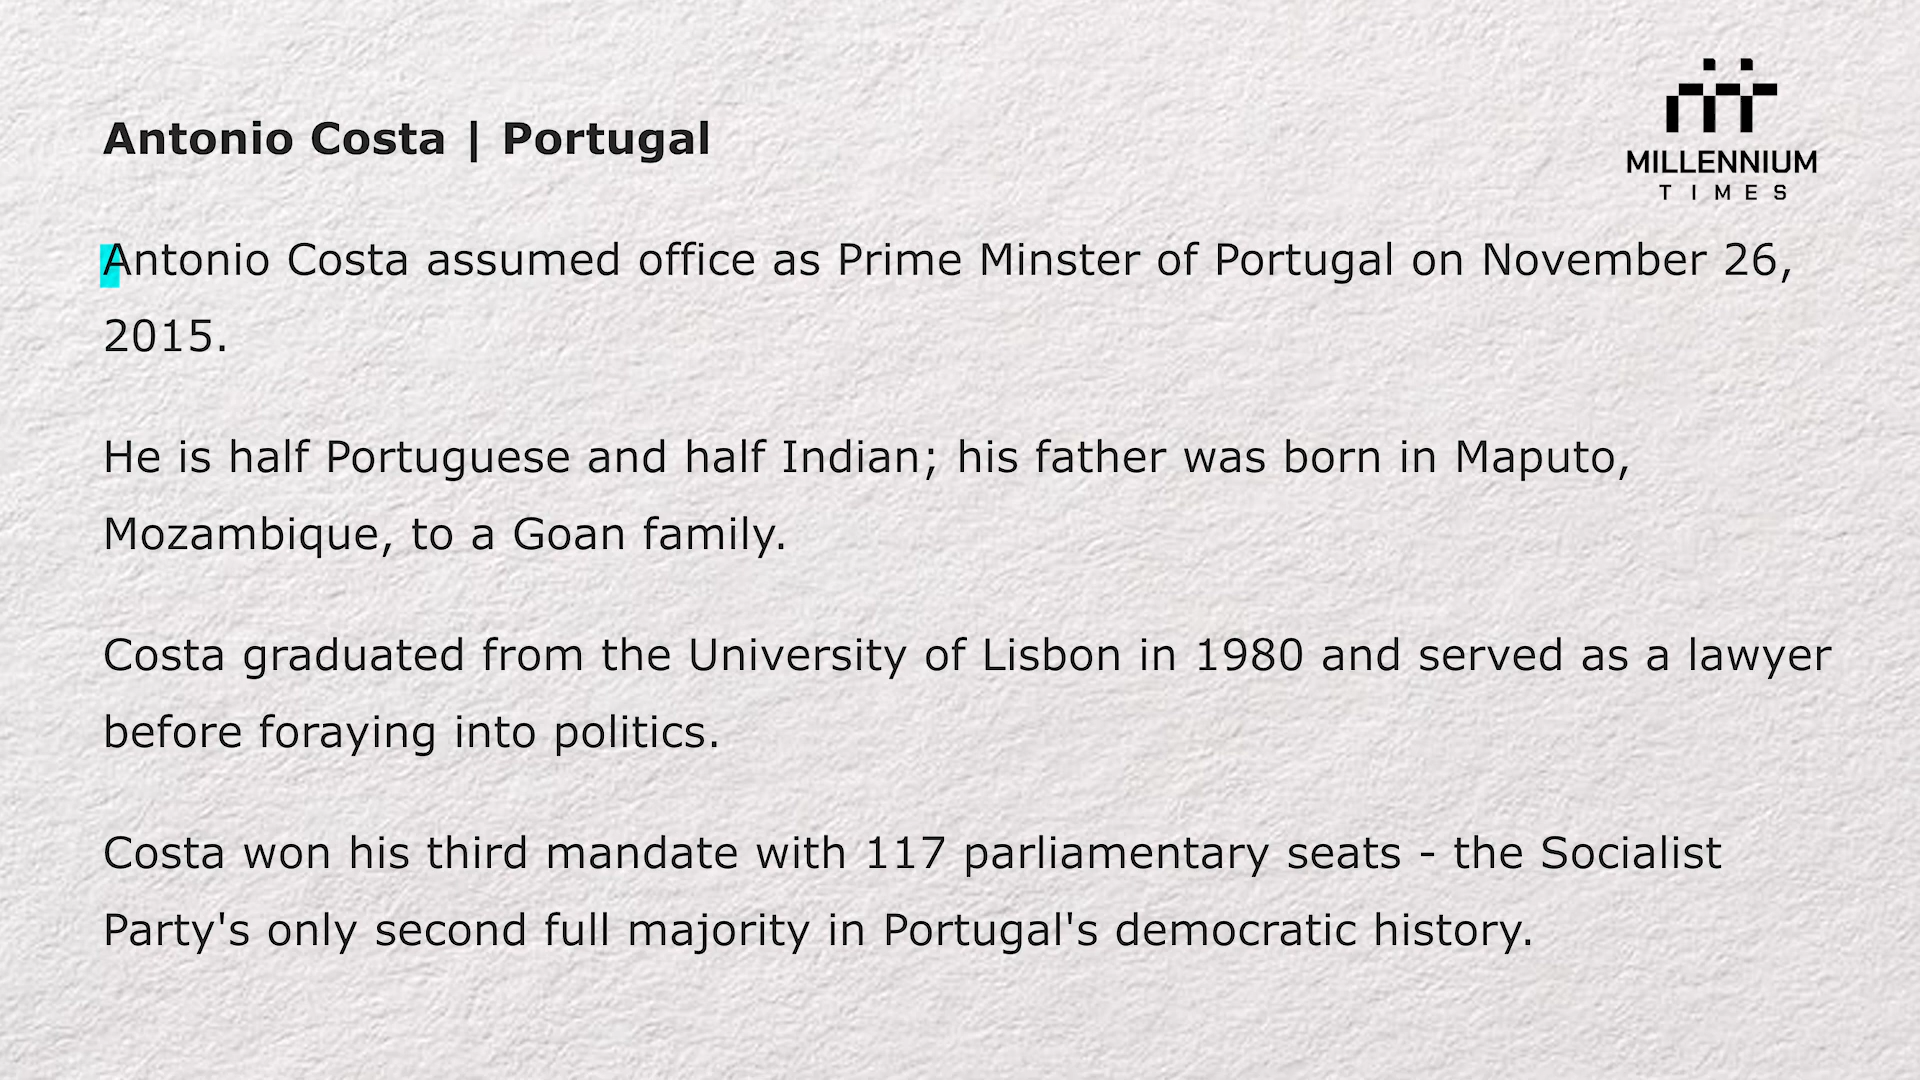 MILLENNIUM
TIMES
Antonio Costa | Portugal
Antonio Costa assumed office as Prime Minster of Portugal on November 26,
2015.
He is half Portuguese and half Indian; his father was born in Maputo,
Mozambique, to a Goan family.
Costa graduated from the University of Lisbon in 1980 and served as a lawyer
before foraying into politics.
Costa won his third mandate with 117 parliamentary seats - the Socialist
Party's only second full majority in Portugal's democratic history.